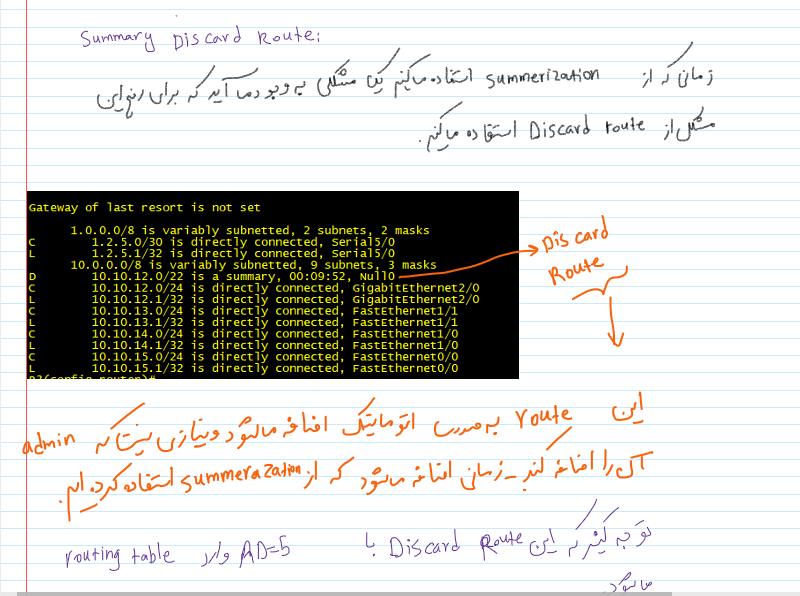 Summary Discard Route:
زمانی که از summerization استفاده میکنیم یک مشکلی به وجود می آید که برای رفع این
مشکل از Discard route استفاده میکنیم.
Gateway of last resort is not set
1.0.0.0/8 is variably subnetted, 2 subnets, 2 masks
C 1.2.5.0/30 is directly connected, Serial5/0
L 1.2.5.1/32 is directly connected, Serial5/0
10.0.0.0/8 is variably subnetted, 9 subnets, 3 masks
D 10.10.12.0/22 is a summary, 00:09:52, Null0
C 10.10.12.0/24 is directly connected, GigabitEthernet2/0
L 10.10.12.1/32 is directly connected, GigabitEthernet2/0
C 10.10.13.0/24 is directly connected, FastEthernet1/1
L 10.10.13.1/32 is directly connected, FastEthernet1/1
C 10.10.14.0/24 is directly connected, FastEthernet1/0
L 10.10.14.1/32 is directly connected, FastEthernet1/0
C 10.10.15.0/24 is directly connected, FastEthernet0/0
L 10.10.15.1/32 is directly connected, FastEthernet0/0
Discard
Route
این route به صورت اتوماتیک اضافه میشود و نیازی نیست که admin
آن را اضافه کند - زمانی اضافه میشود که از summerazation استفاده کرده ایم.
توجه کنید که این Discard Route با AD=5 وارد routing table
میشود.